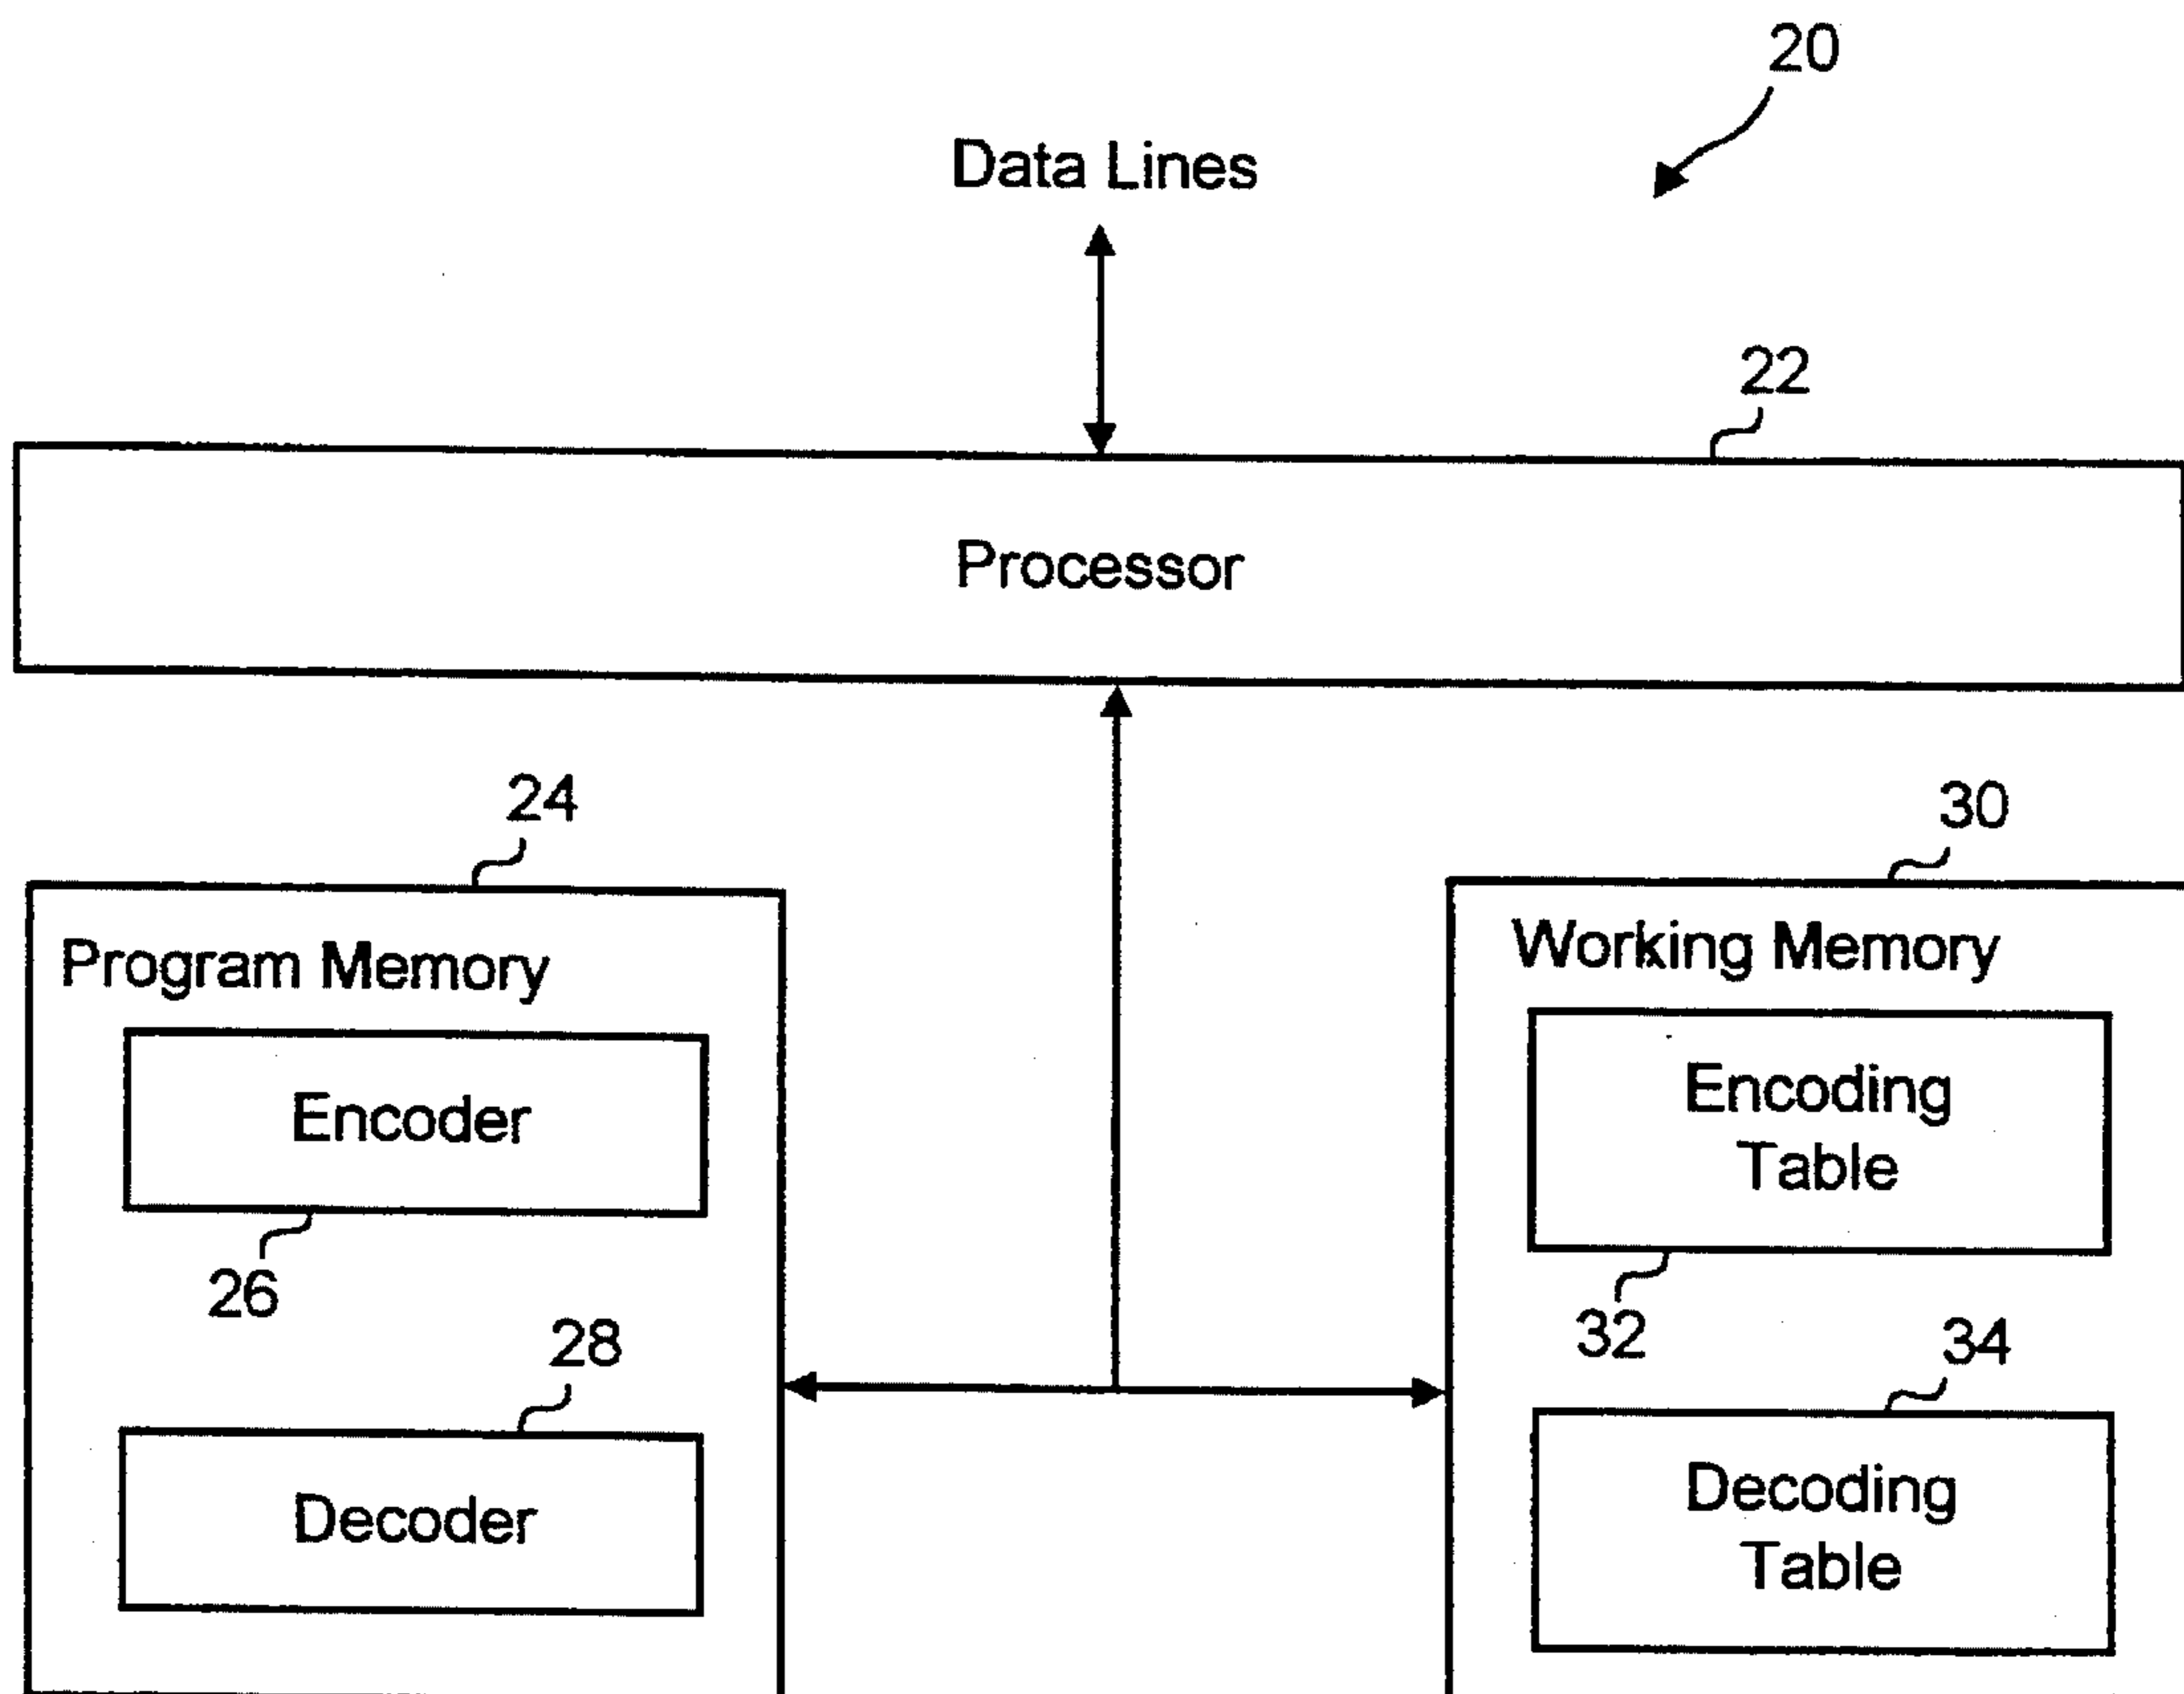 20
Data Lines
22
Processor
24
30
Program Memory
Working Memory
Encoder
Encoding
Table
26
32
28
34
Decoder
Decoding
Table